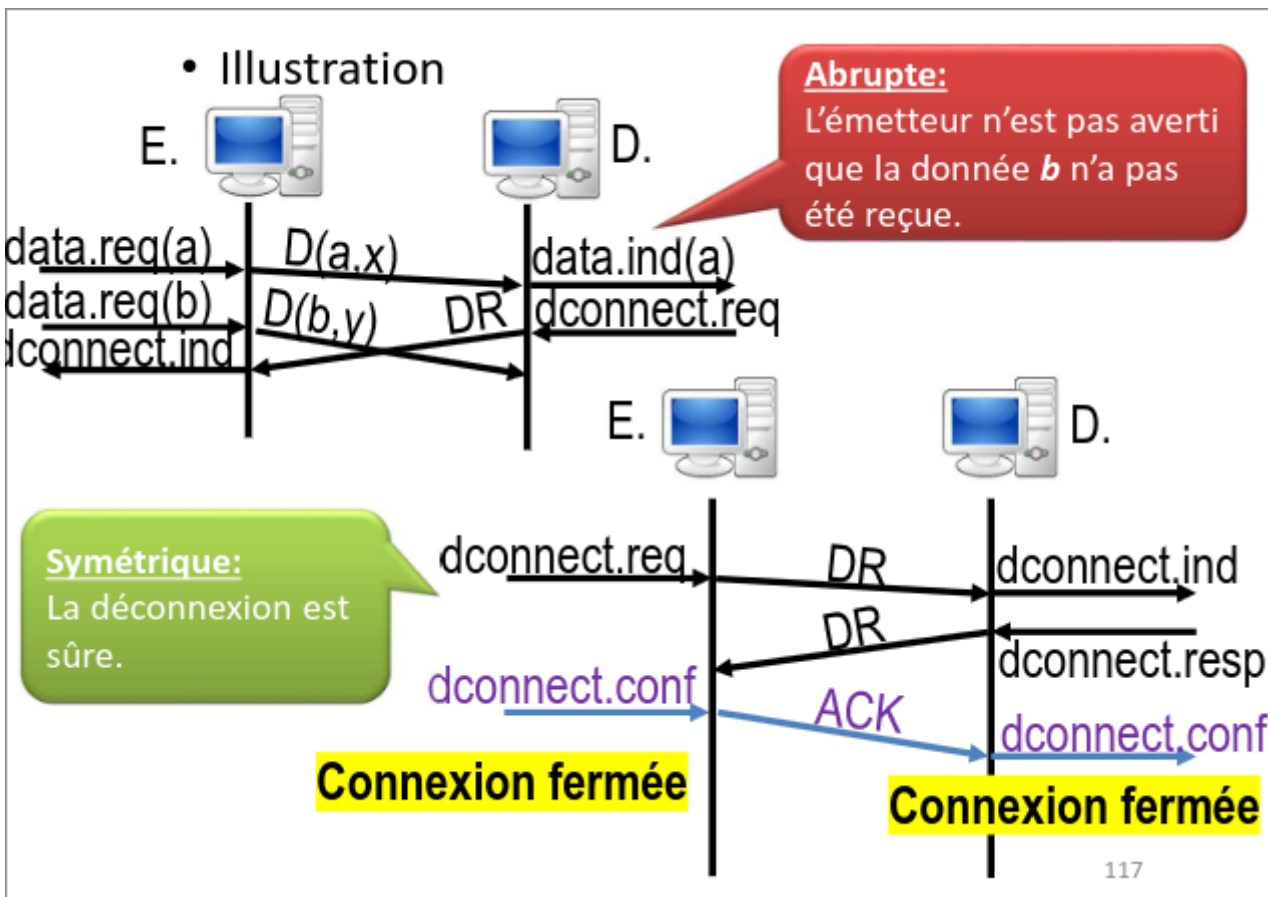 • Illustration
Abrupte:
L'émetteur n'est pas averti
que la donnée b n'a pas
été reçue.
E.
D.
data.req(a)
D(a,x)
data.ind(a)
data.req(b)
D(b,y)
DR
dconnect.req
dconnect.ind
E.
D.
Symétrique:
La déconnexion est
sûre.
dconnect.req
DR
dconnect.ind
DR
dconnect.resp
dconnect.conf
ACK
dconnect.conf
Connexion fermée
Connexion fermée
117